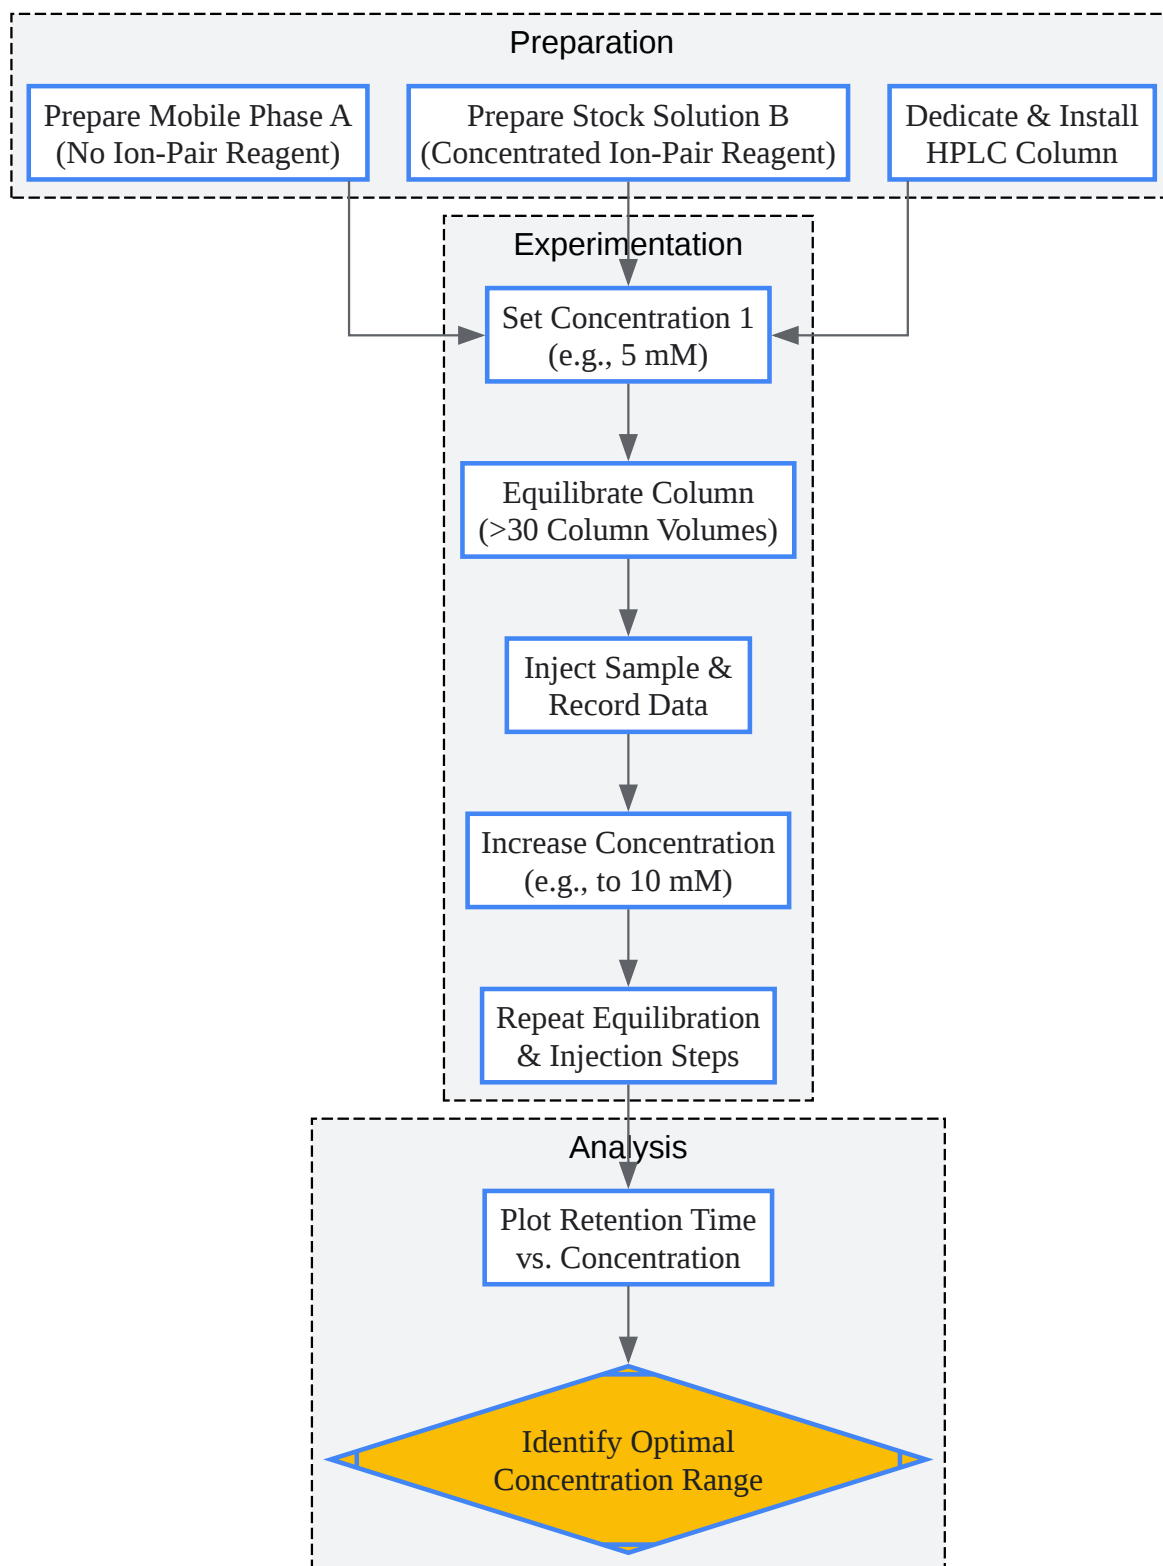 Preparation
Prepare Mobile Phase A
(No Ion-Pair Reagent)
Prepare Stock Solution B
(Concentrated Ion-Pair Reagent)
Dedicate & Install
HPLC Column
Experimentation
Set Concentration 1
(e.g., 5 mM)
Equilibrate Column
(>30 Column Volumes)
Inject Sample &
Record Data
Increase Concentration
(e.g., to 10 mM)
Repeat Equilibration
& Injection Steps
Analysis
Plot Retention Time
vs. Concentration
Identify Optimal
Concentration Range